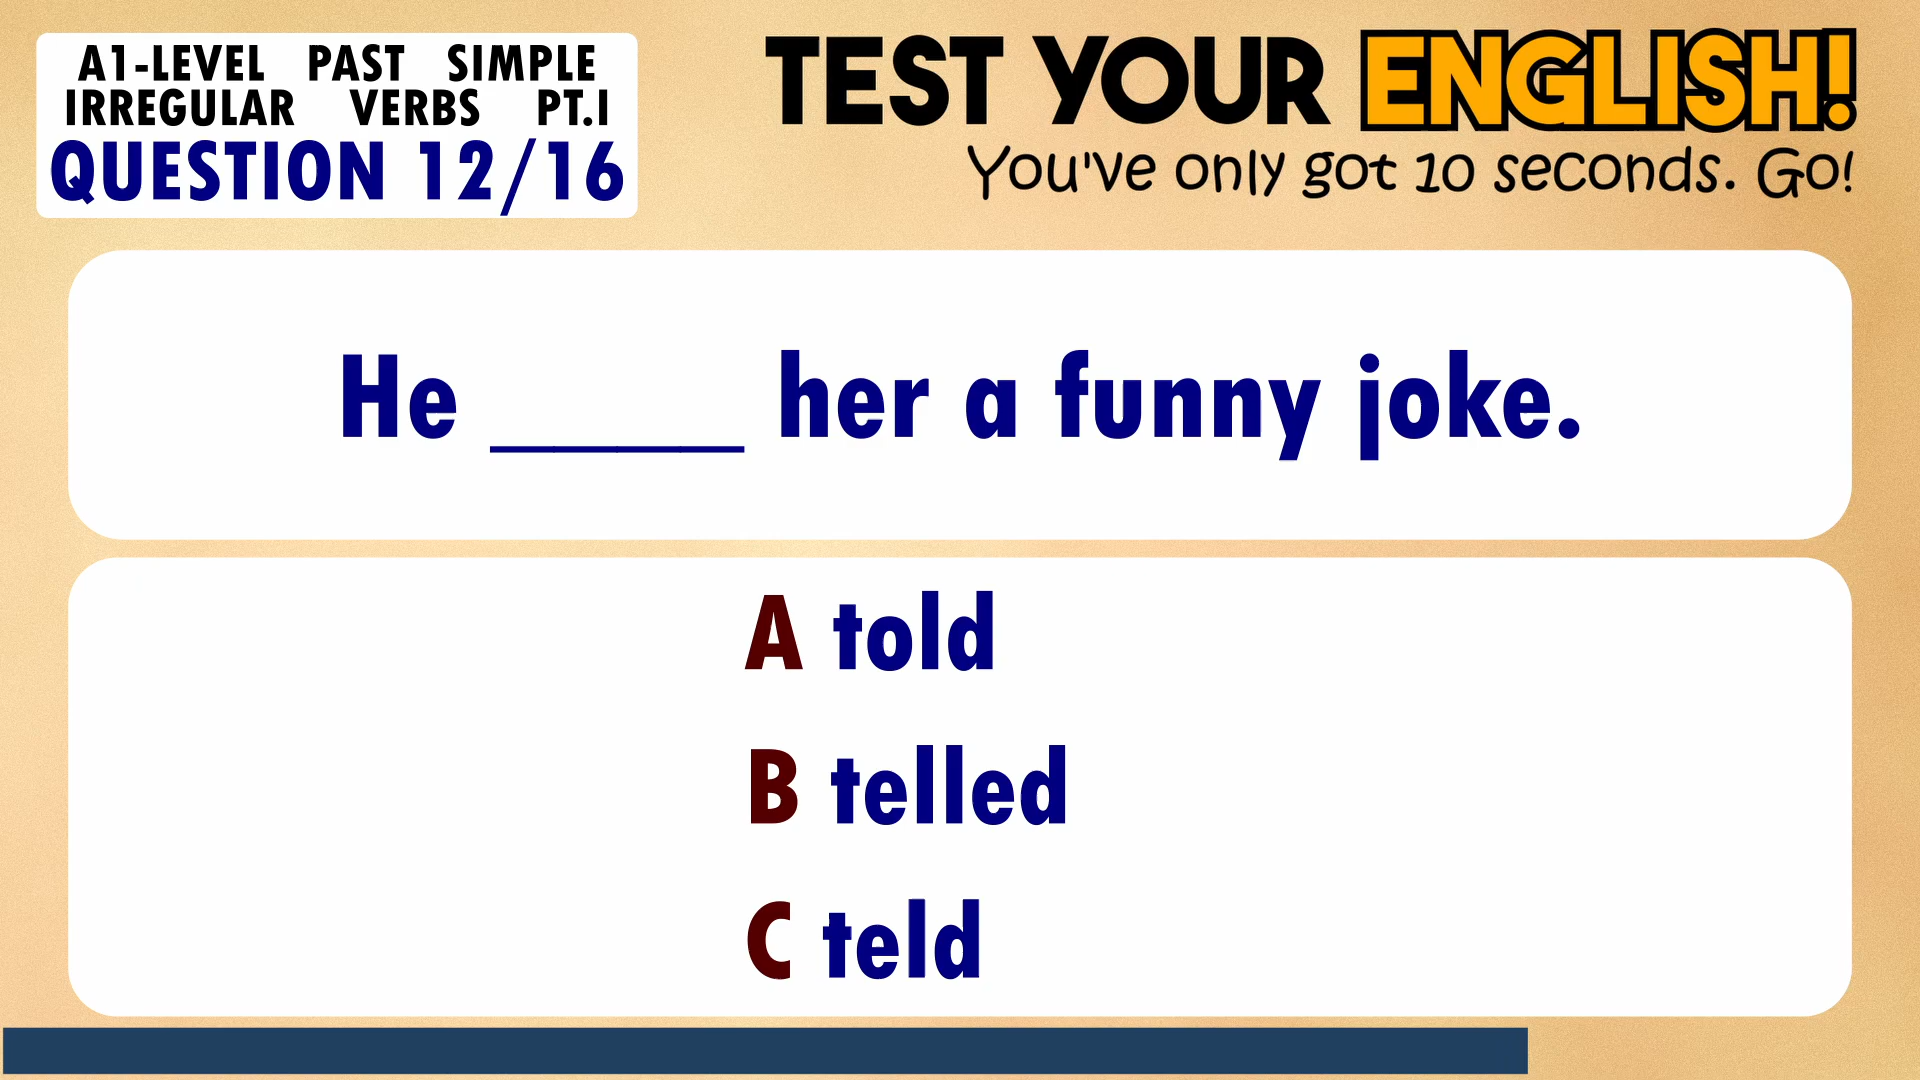 A1-LEVEL PAST SIMPLE
IRREGULAR VERBS PT.I
QUESTION 12/16
TEST YOUR ENGLISH!
You've only got 10 seconds. Go!
He _____ her a funny joke.
A told
B telled
C teld